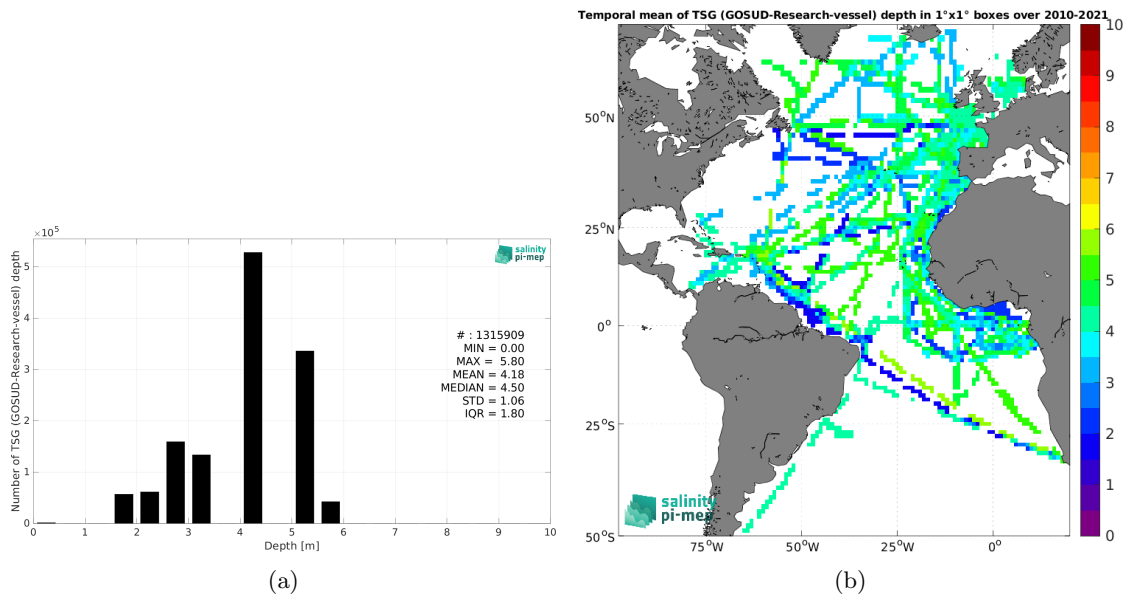 ×10⁵
Number of TSG (GOSUD-Research-vessel) depth
5
4
3
2
1
0
0 1 2 3 4 5 6 7 8 9 10
Depth [m]
salinity
pi-mep
# : 1315909
MIN = 0.00
MAX = 5.80
MEAN = 4.18
MEDIAN = 4.50
STD = 1.06
IQR = 1.80
(a)
Temporal mean of TSG (GOSUD-Research-vessel) depth in 1°x1° boxes over 2010-2021
50°N
25°N
0°
25°S
50°S
75°W 50°W 25°W 0°
salinity
pi-mep
10
9
8
7
6
5
4
3
2
1
0
(b)